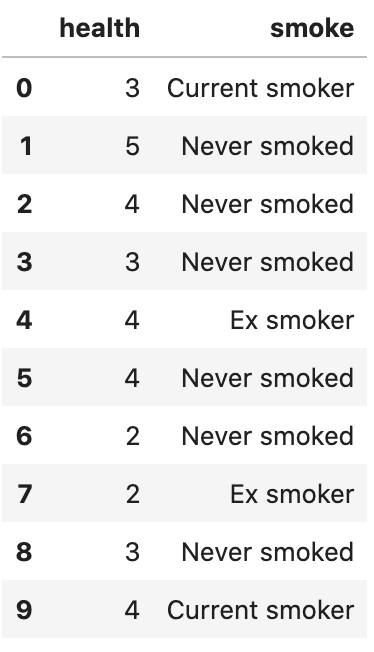 health smoke
0 3 Current smoker
1 5 Never smoked
2 4 Never smoked
3 3 Never smoked
4 4 Ex smoker
5 4 Never smoked
6 2 Never smoked
7 2 Ex smoker
8 3 Never smoked
9 4 Current smoker